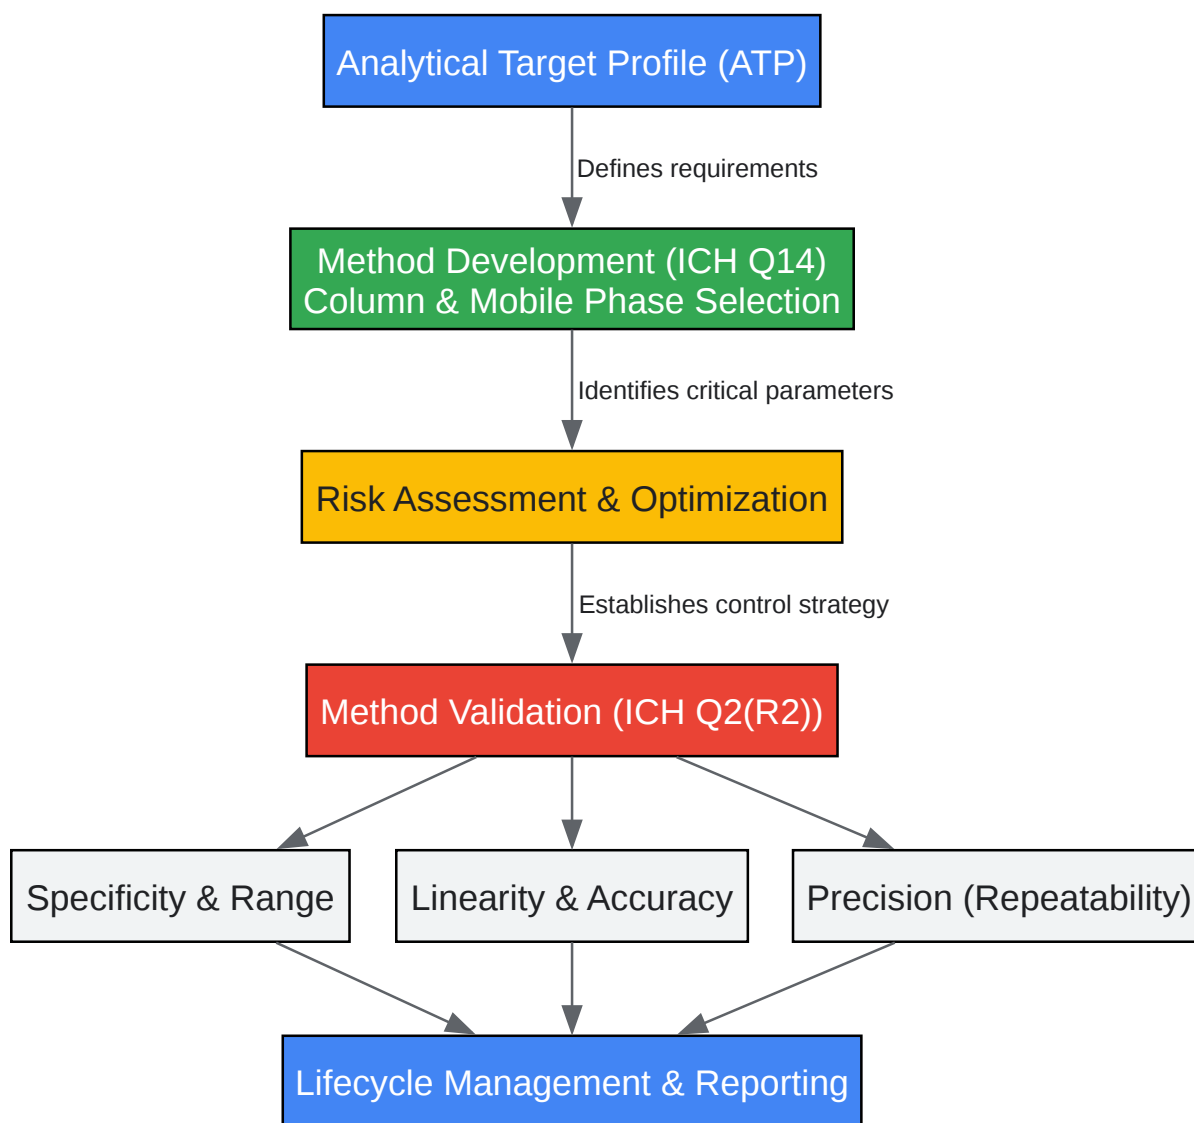 Analytical Target Profile (ATP)
Defines requirements
Method Development (ICH Q14)
Column & Mobile Phase Selection
Identifies critical parameters
Risk Assessment & Optimization
Establishes control strategy
Method Validation (ICH Q2(R2))
Specificity & Range
Linearity & Accuracy
Precision (Repeatability)
Lifecycle Management & Reporting